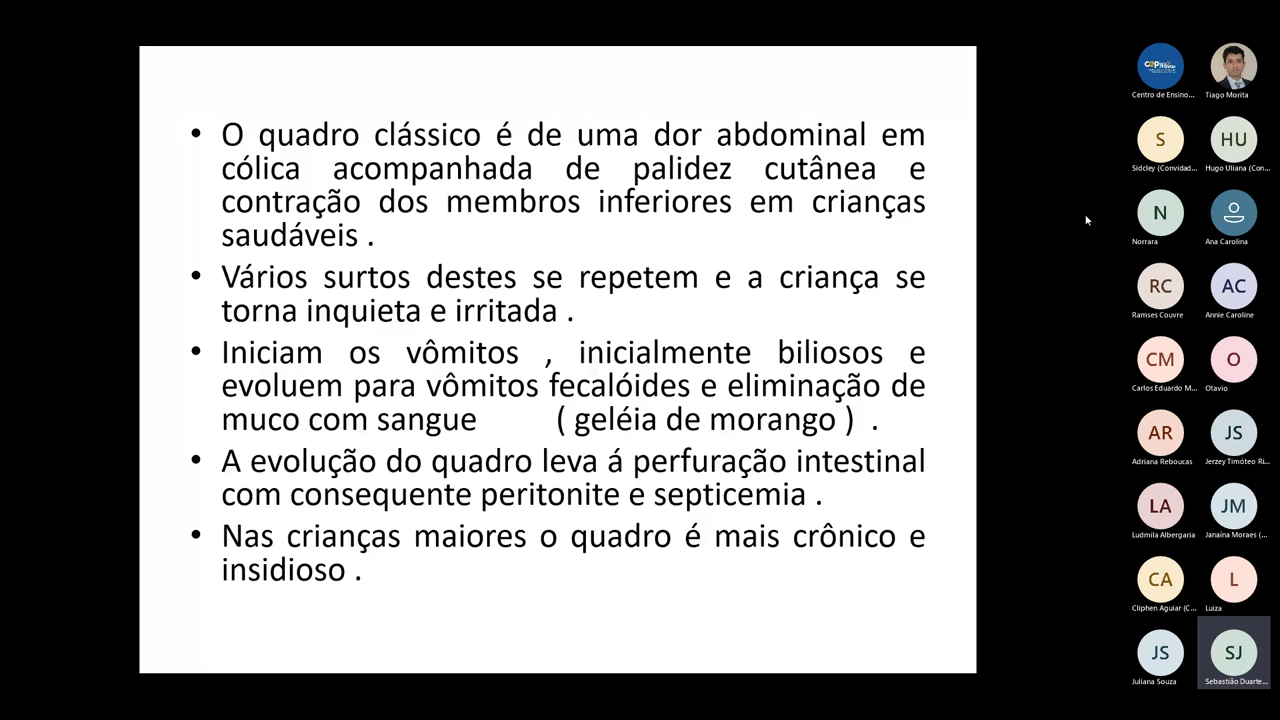 • O quadro clássico é de uma dor abdominal em
cólica acompanhada de palidez cutânea e
contração dos membros inferiores em crianças
saudáveis .
• Vários surtos destes se repetem e a criança se
torna inquieta e irritada .
• Iniciam os vômitos , inicialmente biliosos e
evoluem para vômitos fecalóides e eliminação de
muco com sangue ( geléia de morango ) .
• A evolução do quadro leva á perfuração intestinal
com consequente peritonite e septicemia .
• Nas crianças maiores o quadro é mais crônico e
insidioso .
Centro de Ensino...
Tiago Morita
S
HU
Sidcley (Convidad...
Hugo Uliana (Con...
N
Norrara
Ana Carolina
RC
AC
Ramses Couvre
Annie Caroline
CM
O
Carlos Eduardo M...
Otavio
AR
JS
Adriana Reboucas
Jerzey Timóteo Ri...
LA
JM
Ludmila Albergaria
Janaína Moraes (...
CA
L
Cliphen Aguiar (C...
Luiza
JS
SJ
Juliana Souza
Sebastião Duarte...